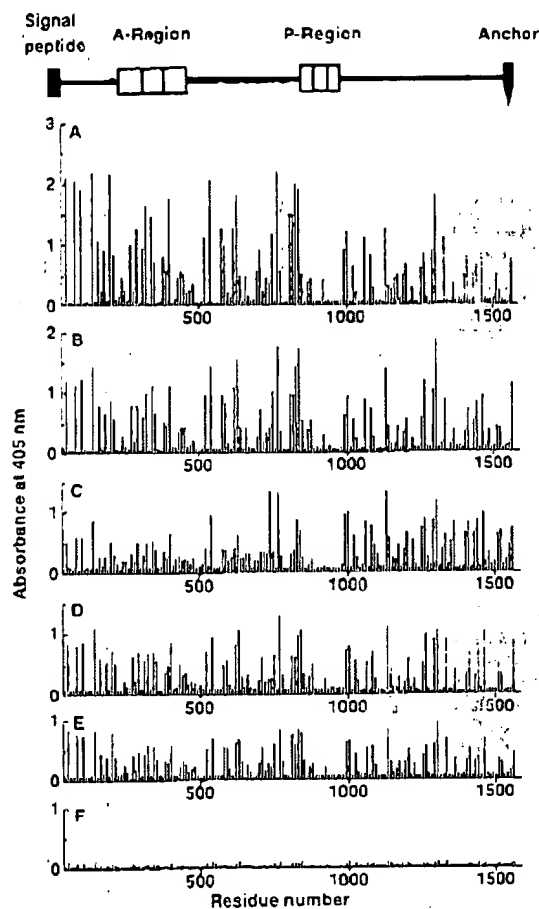 Signal peptide A-Region P-Region Anchor
Absorbance at 405 nm
3 A
2
1
0 500 1000 1500
2 B
1
0 500 1000 1500
1 C
0 500 1000 1500
1 D
0 500 1000 1500
1 E
0 500 1000 1500
1 F
0 500 1000 1500
Residue number